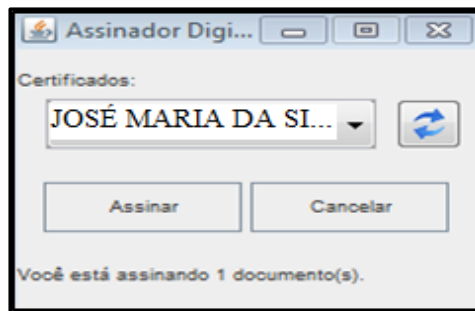 Assinador Digi...
Certificados:
JOSÉ MARIA DA SI...
Assinar Cancelar
Você está assinando 1 documento(s).